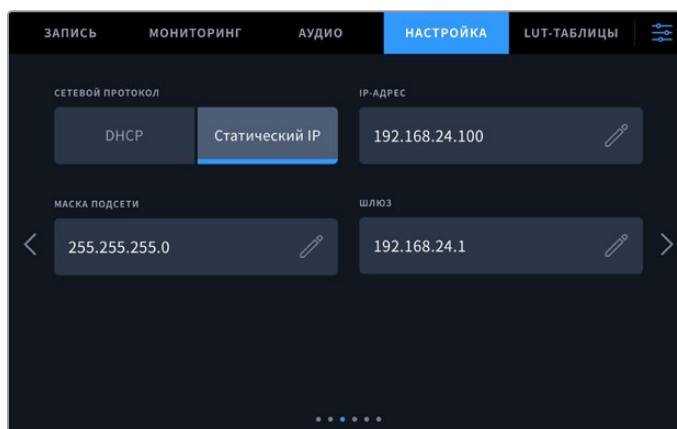 ЗАПИСЬ МОНИТОРИНГ АУДИО НАСТРОЙКА LUT-ТАБЛИЦЫ
СЕТЕВОЙ ПРОТОКОЛ IP-АДРЕС
DHCP Статический IP 192.168.24.100
МАСКА ПОДСЕТИ ШЛЮЗ
255.255.255.0 192.168.24.1